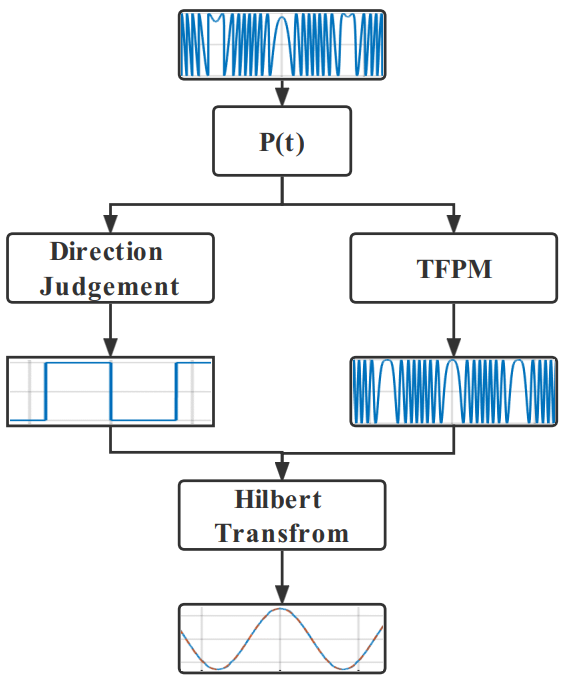 P(t)
Direction
Judgement
TFPM
Hilbert
Transfrom